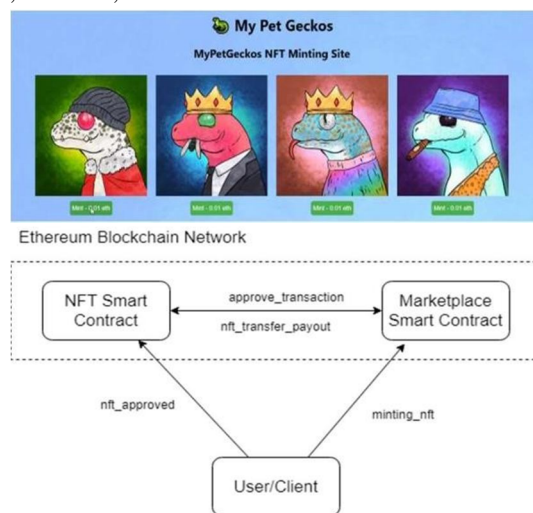 My Pet Geckos
MyPetGeckos NFT Minting Site
Mint - 0.01 eth
Mint - 0.01 eth
Mint - 0.01 eth
Mint - 0.01 eth
Ethereum Blockchain Network
NFT Smart
Contract
approve_transaction
nft_transfer_payout
Marketplace
Smart Contract
nft_approved
minting_nft
User/Client